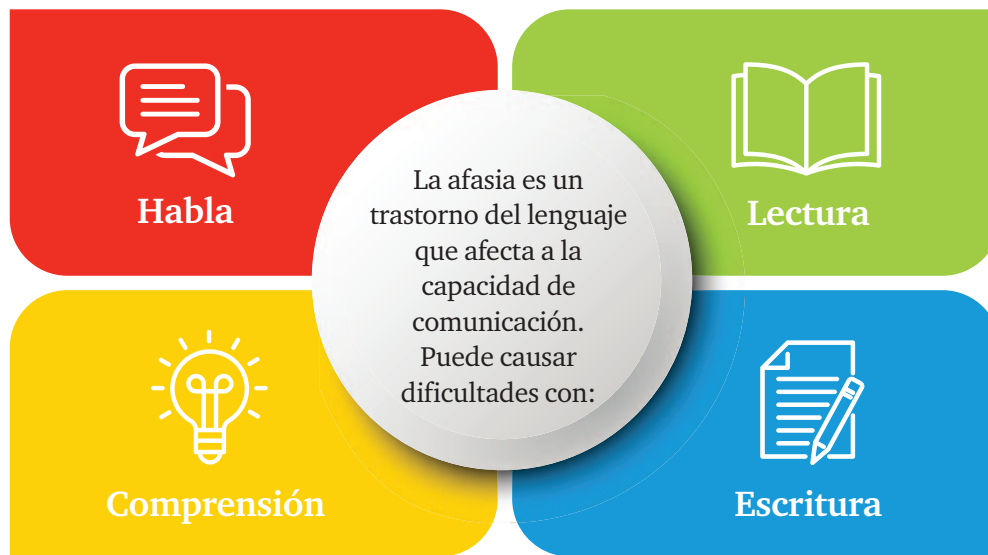 La afasia es un
trastorno del lenguaje
que afecta a la
capacidad de
comunicación.
Puede causar
dificultades con:
Habla
Lectura
Comprensión
Escritura